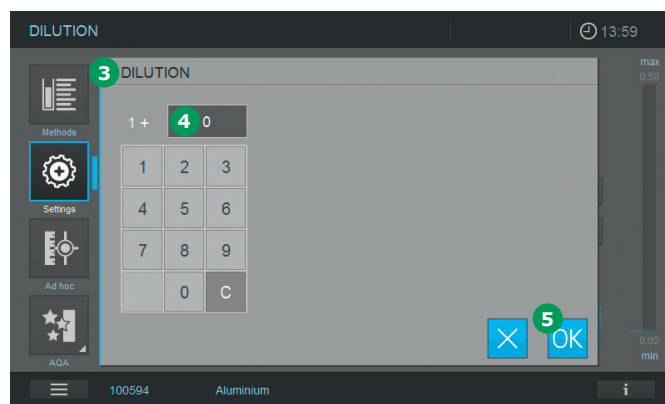 DILUTION
13:59
3 DILUTION
max
0.50
Methods
1 + 4 0
1 2 3
Settings
4 5 6
7 8 9
Ad hoc
0 C
5
OK
0.02
min
AQA
100594 Aluminium i